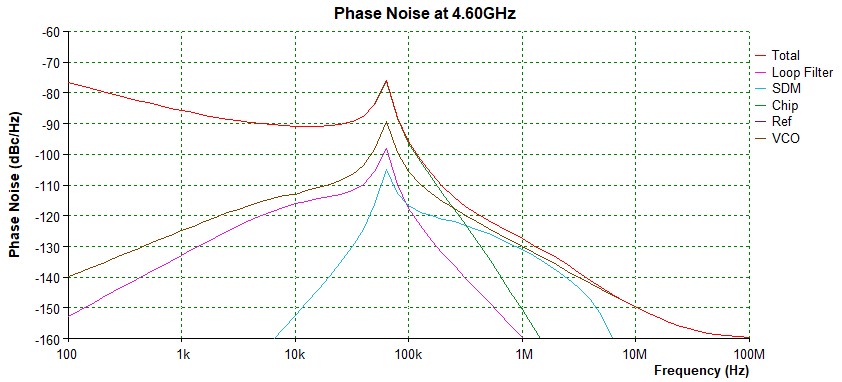 Phase Noise at 4.60GHz
Phase Noise (dBc/Hz)
-60
-70
-80
-90
-100
-110
-120
-130
-140
-150
-160
100
1k
10k
100k
1M
10M
100M
Frequency (Hz)
Total
Loop Filter
SDM
Chip
Ref
VCO